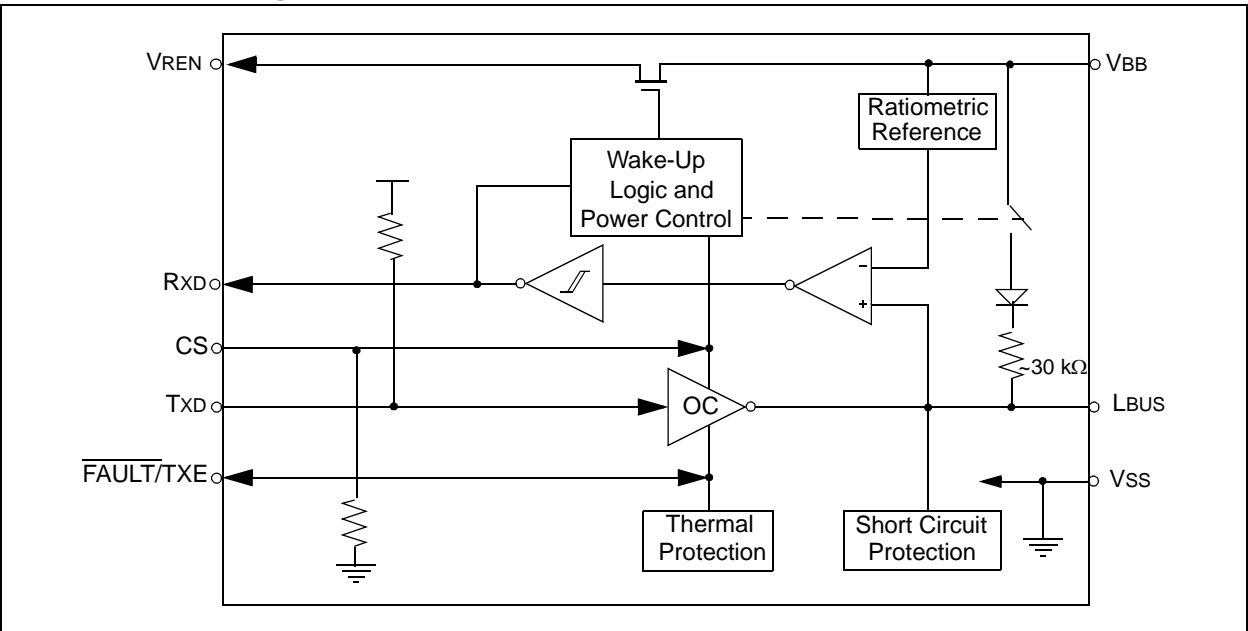 VREN
VBB
Ratiometric
Reference
Wake-Up
Logic and
Power Control
RXD
−
+
CS
~30 kΩ
TXD
OC
LBUS
FAULT/TXE
VSS
Thermal
Protection
Short Circuit
Protection